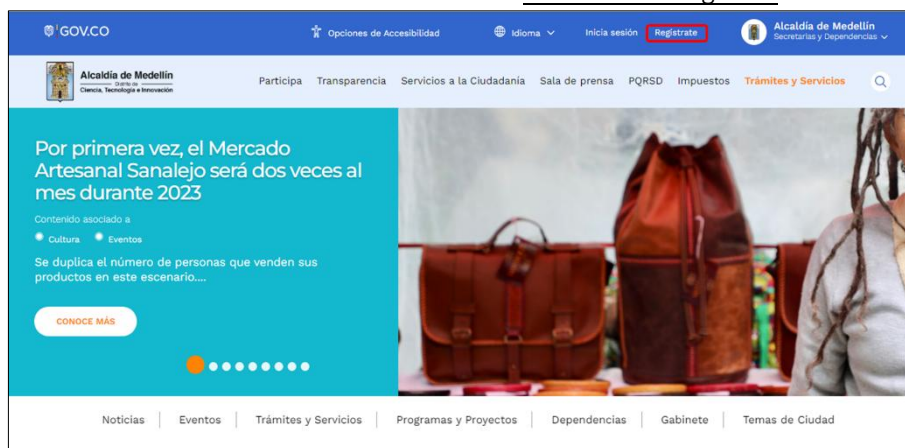 GOV.CO
Opciones de Accesibilidad
Idioma
Inicia sesión
Regístrate
Alcaldía de Medellín
Secretarías y Dependencias
Alcaldía de Medellín
Distrito de
Ciencia, Tecnología e Innovación
Participa
Transparencia
Servicios a la Ciudadanía
Sala de prensa
PQRSD
Impuestos
Trámites y Servicios
Por primera vez, el Mercado
Artesanal Sanalejo será dos veces al
mes durante 2023
Contenido asociado a
Cultura
Eventos
Se duplica el número de personas que venden sus
productos en este escenario....
CONOCE MÁS
Noticias
Eventos
Trámites y Servicios
Programas y Proyectos
Dependencias
Gabinete
Temas de Ciudad